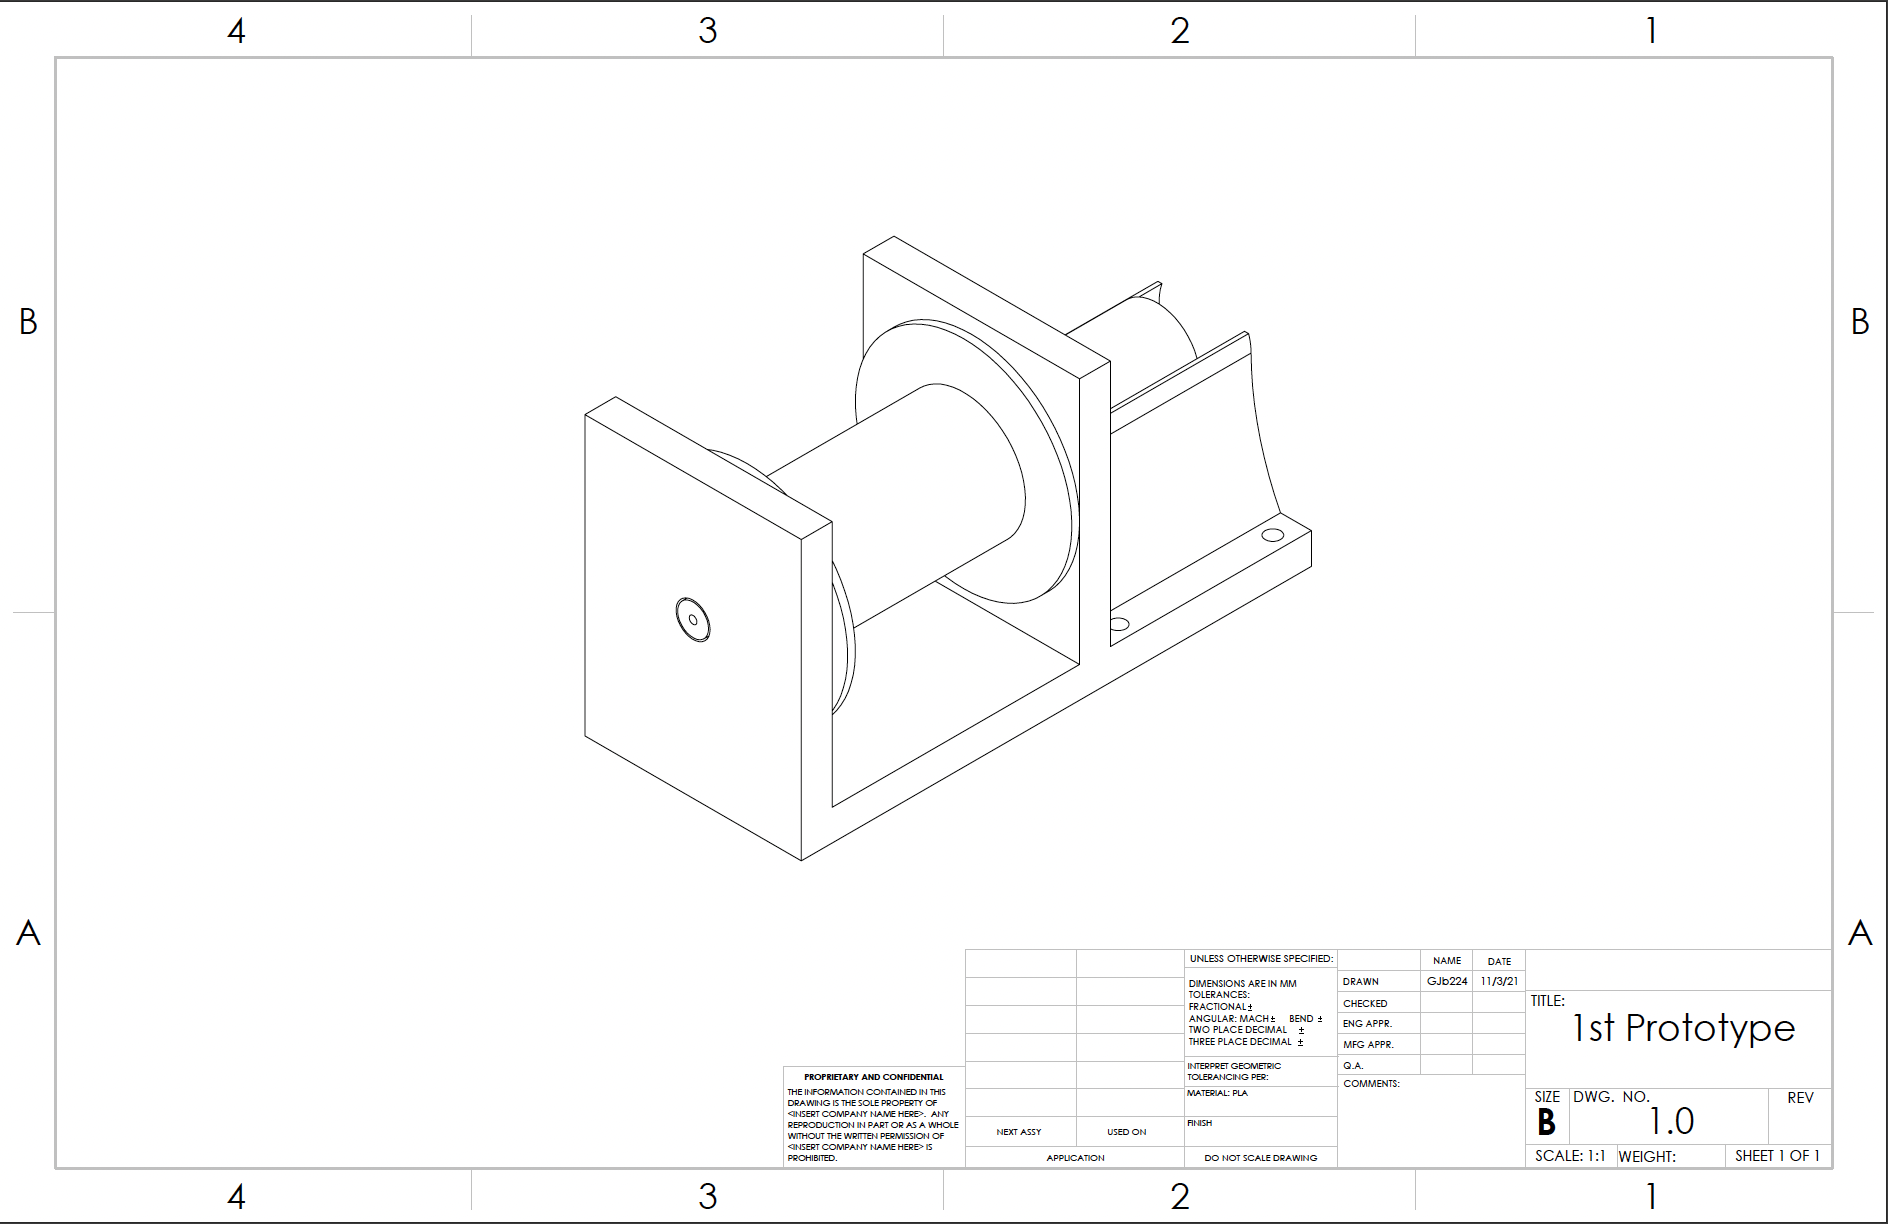 4 3 2 1
B B
A A
UNLESS OTHERWISE SPECIFIED:
DIMENSIONS ARE IN MM
TOLERANCES:
FRACTIONAL±
ANGULAR: MACH± BEND ±
TWO PLACE DECIMAL ±
THREE PLACE DECIMAL ±
INTERPRET GEOMETRIC
TOLERANCING PER:
MATERIAL: PLA
FINISH
DO NOT SCALE DRAWING
NAME DATE
DRAWN GJb224 11/3/21
CHECKED
ENG APPR.
MFG APPR.
Q.A.
COMMENTS:
TITLE:
1st Prototype
SIZE DWG. NO. REV
B 1.0
SCALE: 1:1 WEIGHT: SHEET 1 OF 1
PROPRIETARY AND CONFIDENTIAL
THE INFORMATION CONTAINED IN THIS
DRAWING IS THE SOLE PROPERTY OF
<INSERT COMPANY NAME HERE>. ANY
REPRODUCTION IN PART OR AS A WHOLE
WITHOUT THE WRITTEN PERMISSION OF
<INSERT COMPANY NAME HERE> IS
PROHIBITED.
NEXT ASSY USED ON
APPLICATION
4 3 2 1